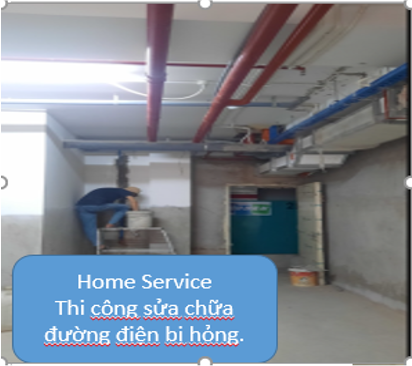 Home Service
Thi công sửa chữa
đường điện bị hỏng.